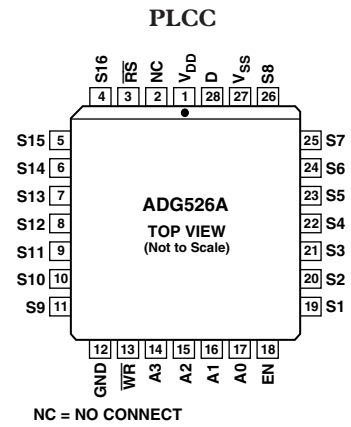 PLCC
S16 R̅S̅ NC VDD D VSS S8
4 3 2 1 28 27 26
S15 5 25 S7
S14 6 24 S6
S13 7 23 S5
S12 8 22 S4
S11 9 21 S3
S10 10 20 S2
S9 11 19 S1
ADG526A
TOP VIEW
(Not to Scale)
12 13 14 15 16 17 18
GND W̅R̅ A3 A2 A1 A0 EN
NC = NO CONNECT